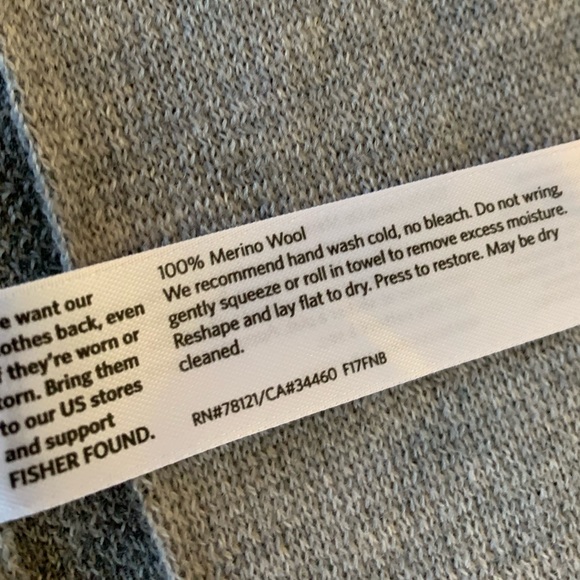 e want our
othes back, even
they're worn or
torn. Bring them
to our US stores
and support
FISHER FOUND.
100% Merino Wool
We recommend hand wash cold, no bleach. Do not wring,
gently squeeze or roll in towel to remove excess moisture.
Reshape and lay flat to dry. Press to restore. May be dry
cleaned.
RN#78121/CA#34460 F17FNB